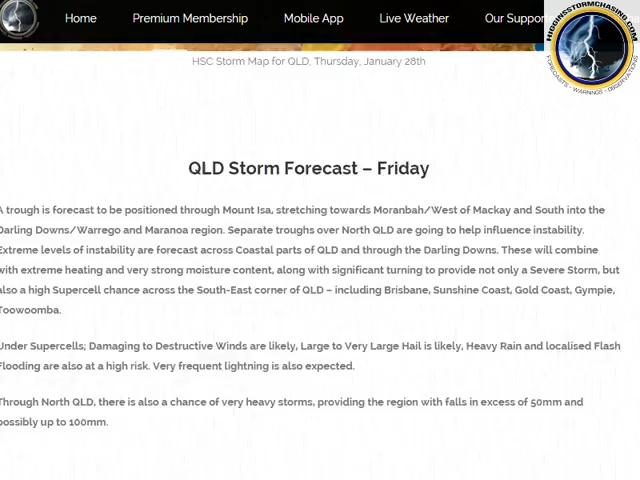 Home Premium Membership Mobile App Live Weather Our Suppor
HIGGINSSTORMCHASING.COM
FORECASTS - WARNINGS - OBSERVATIONS
HSC Storm Map for QLD, Thursday, January 28th
QLD Storm Forecast – Friday
A trough is forecast to be positioned through Mount Isa, stretching towards Moranbah/West of Mackay and South into the
Darling Downs/Warrego and Maranoa region. Separate troughs over North QLD are going to help influence instability.
Extreme levels of instability are forecast across Coastal parts of QLD and through the Darling Downs. These will combine
with extreme heating and very strong moisture content, along with significant turning to provide not only a Severe Storm, but
also a high Supercell chance across the South-East corner of QLD – including Brisbane, Sunshine Coast, Gold Coast, Gympie,
Toowoomba.
Under Supercells; Damaging to Destructive Winds are likely, Large to Very Large Hail is likely, Heavy Rain and localised Flash
Flooding are also at a high risk. Very frequent lightning is also expected.
Through North QLD, there is also a chance of very heavy storms, providing the region with falls in excess of 50mm and
possibly up to 100mm.